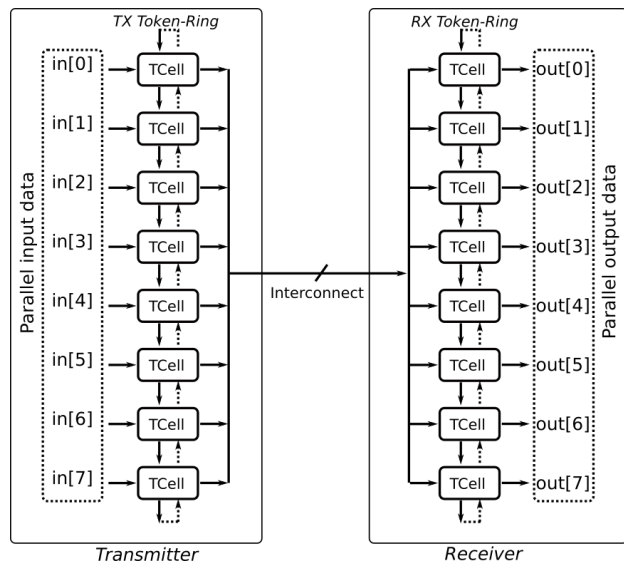 TX Token-Ring
RX Token-Ring
in[0]
TCell
TCell
out[0]
in[1]
TCell
TCell
out[1]
in[2]
TCell
TCell
out[2]
in[3]
TCell
TCell
out[3]
in[4]
TCell
TCell
out[4]
in[5]
TCell
TCell
out[5]
in[6]
TCell
TCell
out[6]
in[7]
TCell
TCell
out[7]
Parallel input data
Interconnect
Parallel output data
Transmitter
Receiver